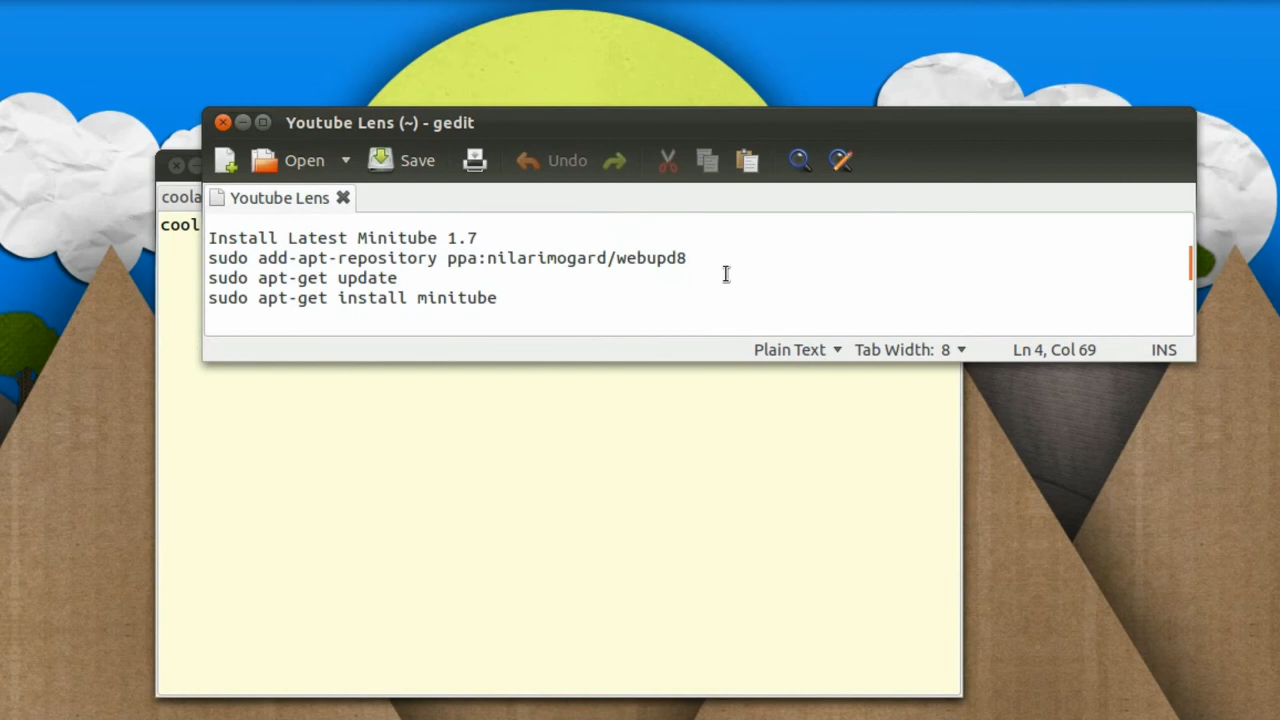 Youtube Lens (~) - gedit
Open Save Undo
coola
Youtube Lens
cool
Install Latest Minitube 1.7
sudo add-apt-repository ppa:nilarimogard/webupd8
sudo apt-get update
sudo apt-get install minitube
Plain Text Tab Width: 8 Ln 4, Col 69 INS